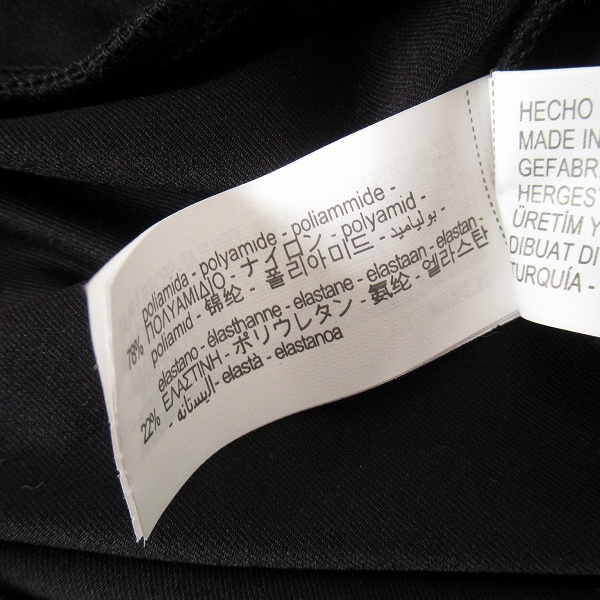 78% poliamida - polyamide - poliammide -
ΠΟΛΥΑΜΙΔΙΟ - ナイロン - polyamid -
poliamid - 锦纶 - 폴리아미드 - بولياميد -
22% elastano - élasthanne - elastane - elastaan - elastan -
ΕΛΑΣΤΙΝΗ - ポリウレタン - 氨纶 - 엘라스탄
- اليستانه - elastà - elastanoa
HECHO
MADE IN
GEFABRI
HERGEST
ÜRETİM Y
DIBUAT DI
TURQUÍA -